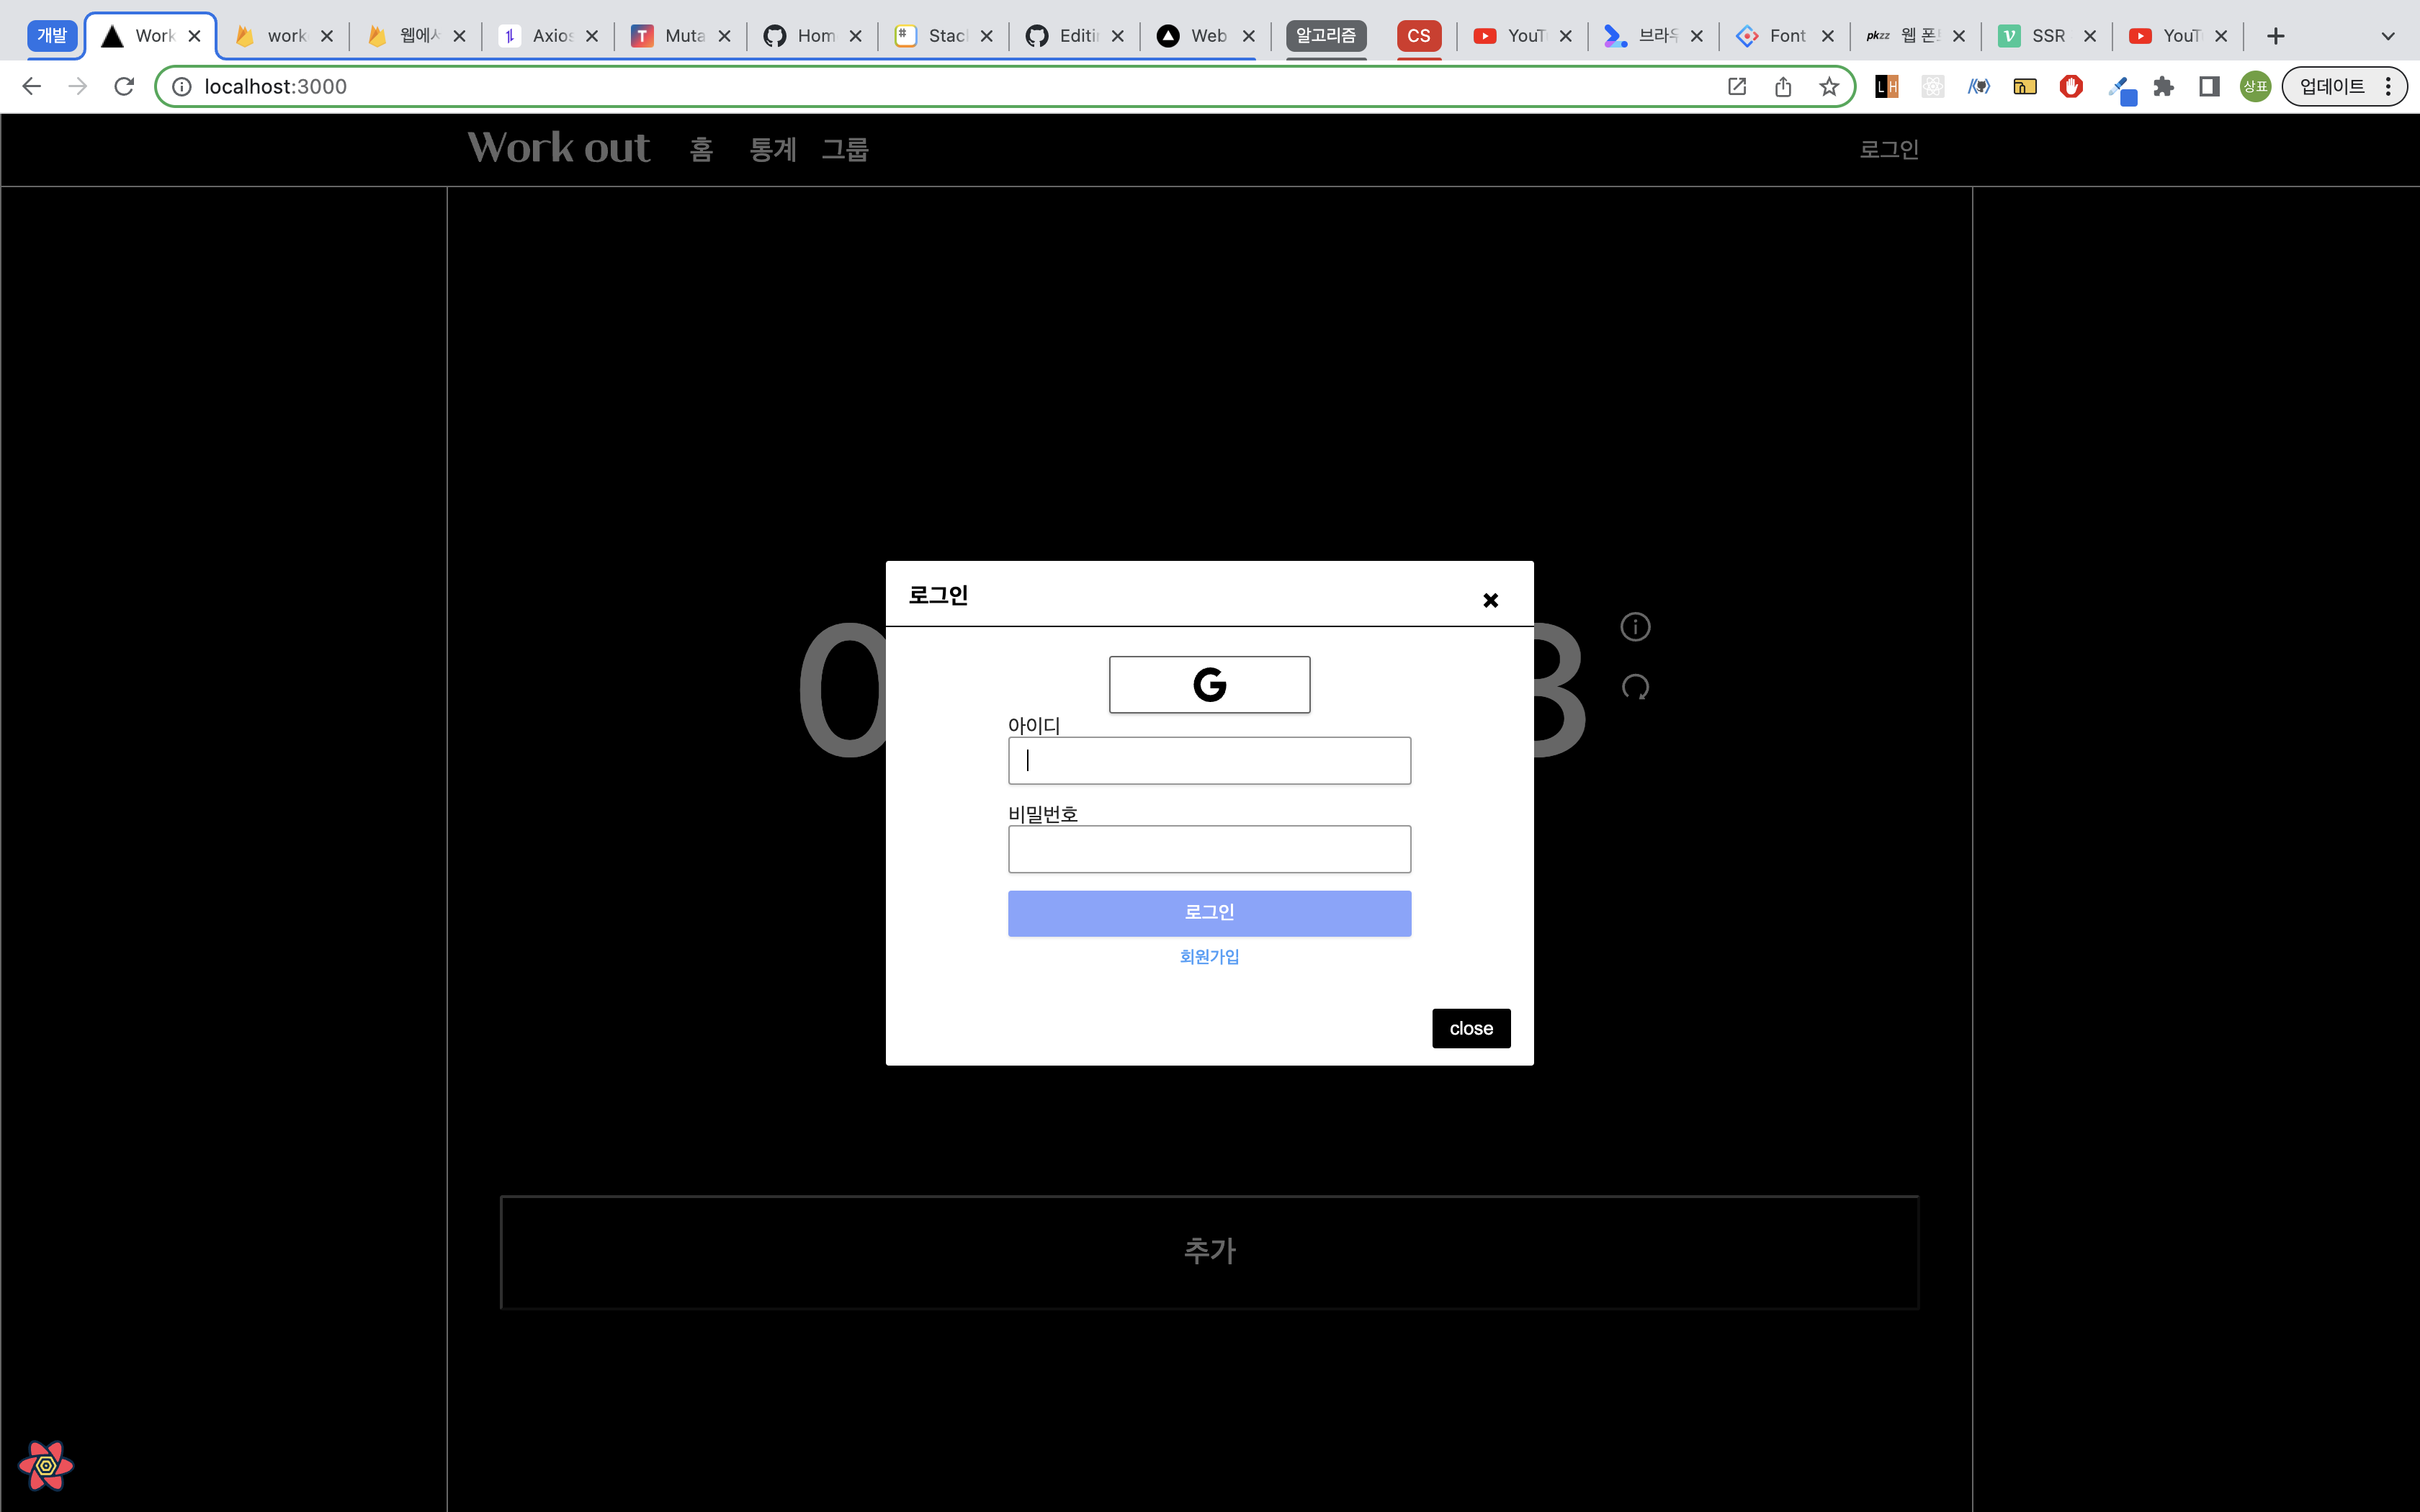 개발 Work work 웹에서 Axios Muta Hom Stacl Editi Web 알고리즘 CS YouT 브라우 Font pkzz 웹 폰 SSR YouT
localhost:3000 상표 업데이트
Work out 홈 통계 그룹 로그인
로그인
0 3
G
아이디
비밀번호
로그인
회원가입
close
추가